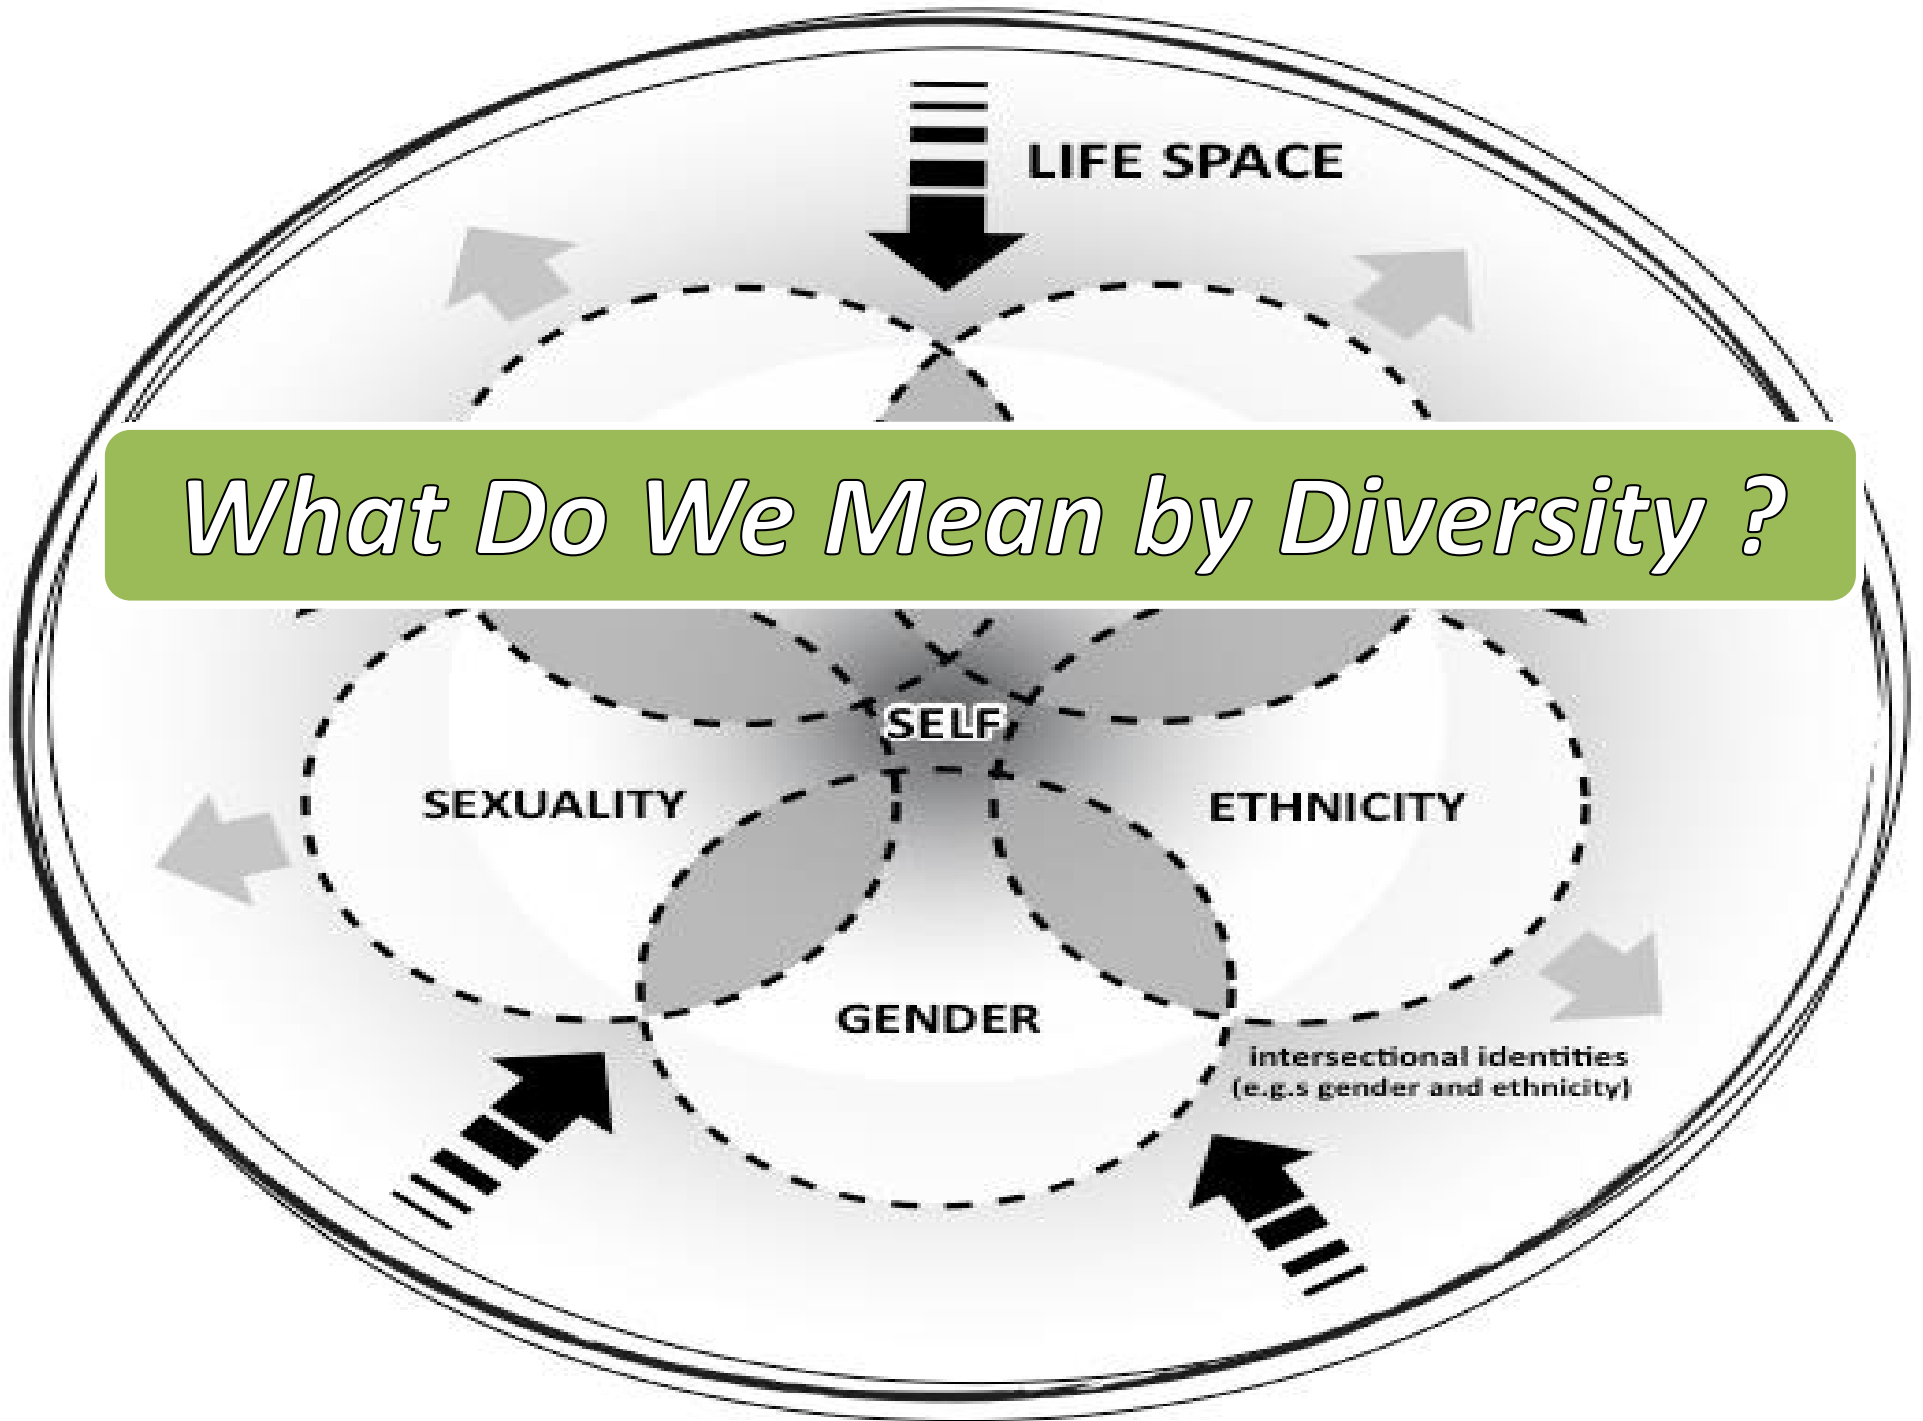 LIFE SPACE
What Do We Mean by Diversity ?
SELF
SEXUALITY
ETHNICITY
GENDER
intersectional identities
(e.g.s gender and ethnicity)